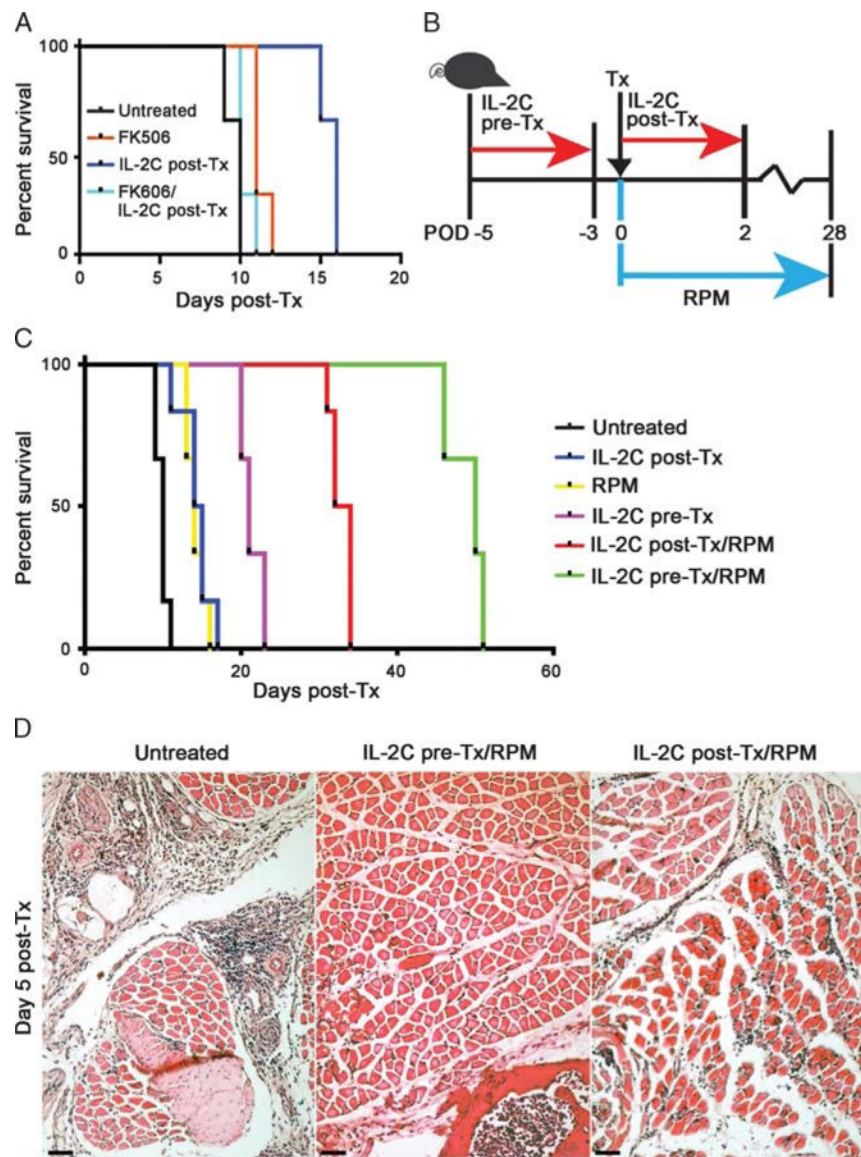 A
Percent survival
100
50
0
Untreated
FK506
IL-2C post-Tx
FK606/
IL-2C post-Tx
0 5 10 15 20
Days post-Tx
B
IL-2C
pre-Tx
Tx
IL-2C
post-Tx
POD -5 -3 0 2 28
RPM
C
Percent survival
100
50
0
0 20 40 60
Days post-Tx
Untreated
IL-2C post-Tx
RPM
IL-2C pre-Tx
IL-2C post-Tx/RPM
IL-2C pre-Tx/RPM
D
Untreated IL-2C pre-Tx/RPM IL-2C post-Tx/RPM
Day 5 post-Tx